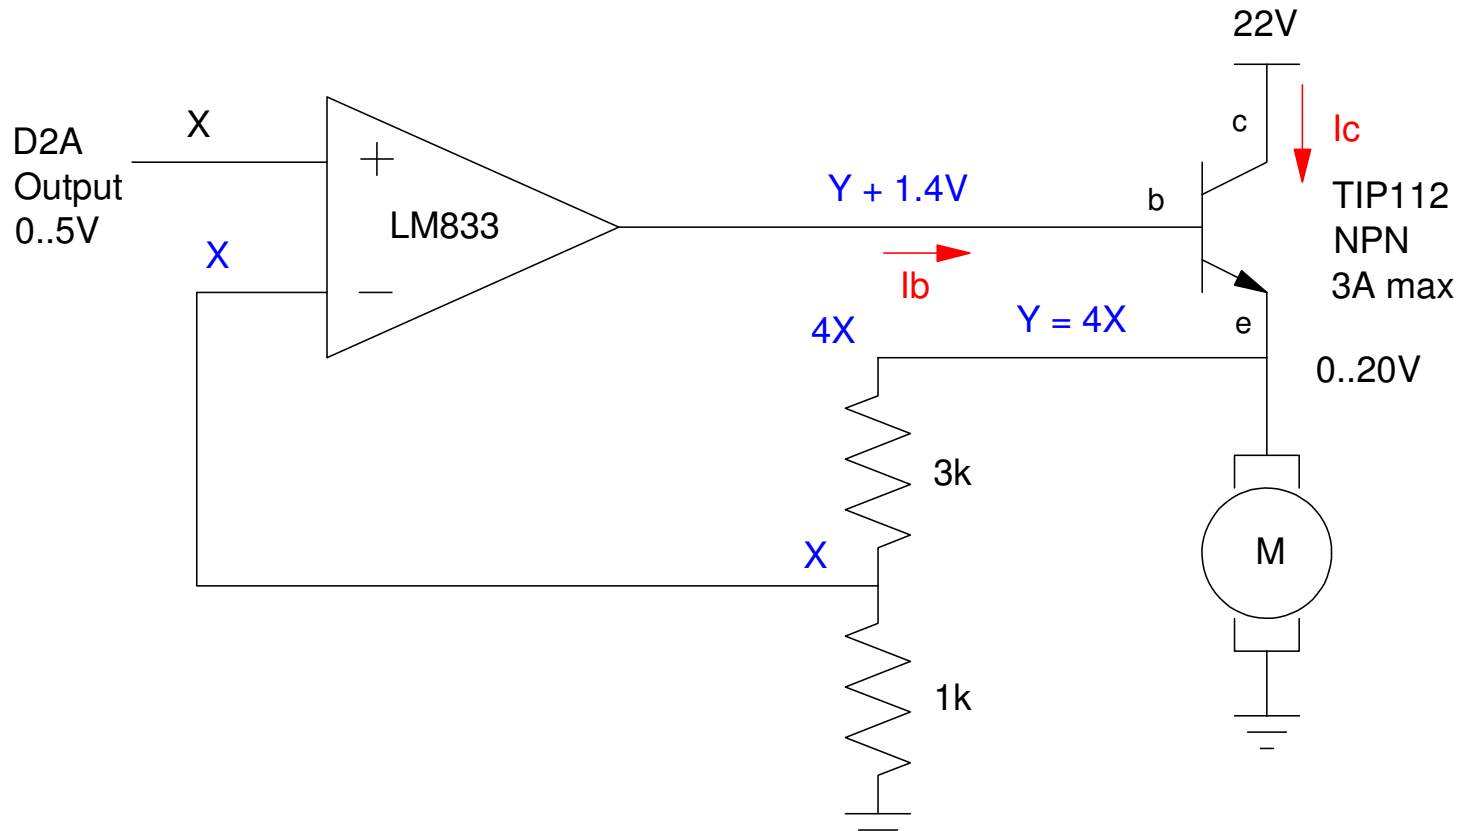 22V
D2A
Output
0..5V
X
+
LM833
X
−
Y + 1.4V
Ib
b
c
Ic
TIP112
NPN
3A max
e
4X
Y = 4X
0..20V
3k
X
M
1k